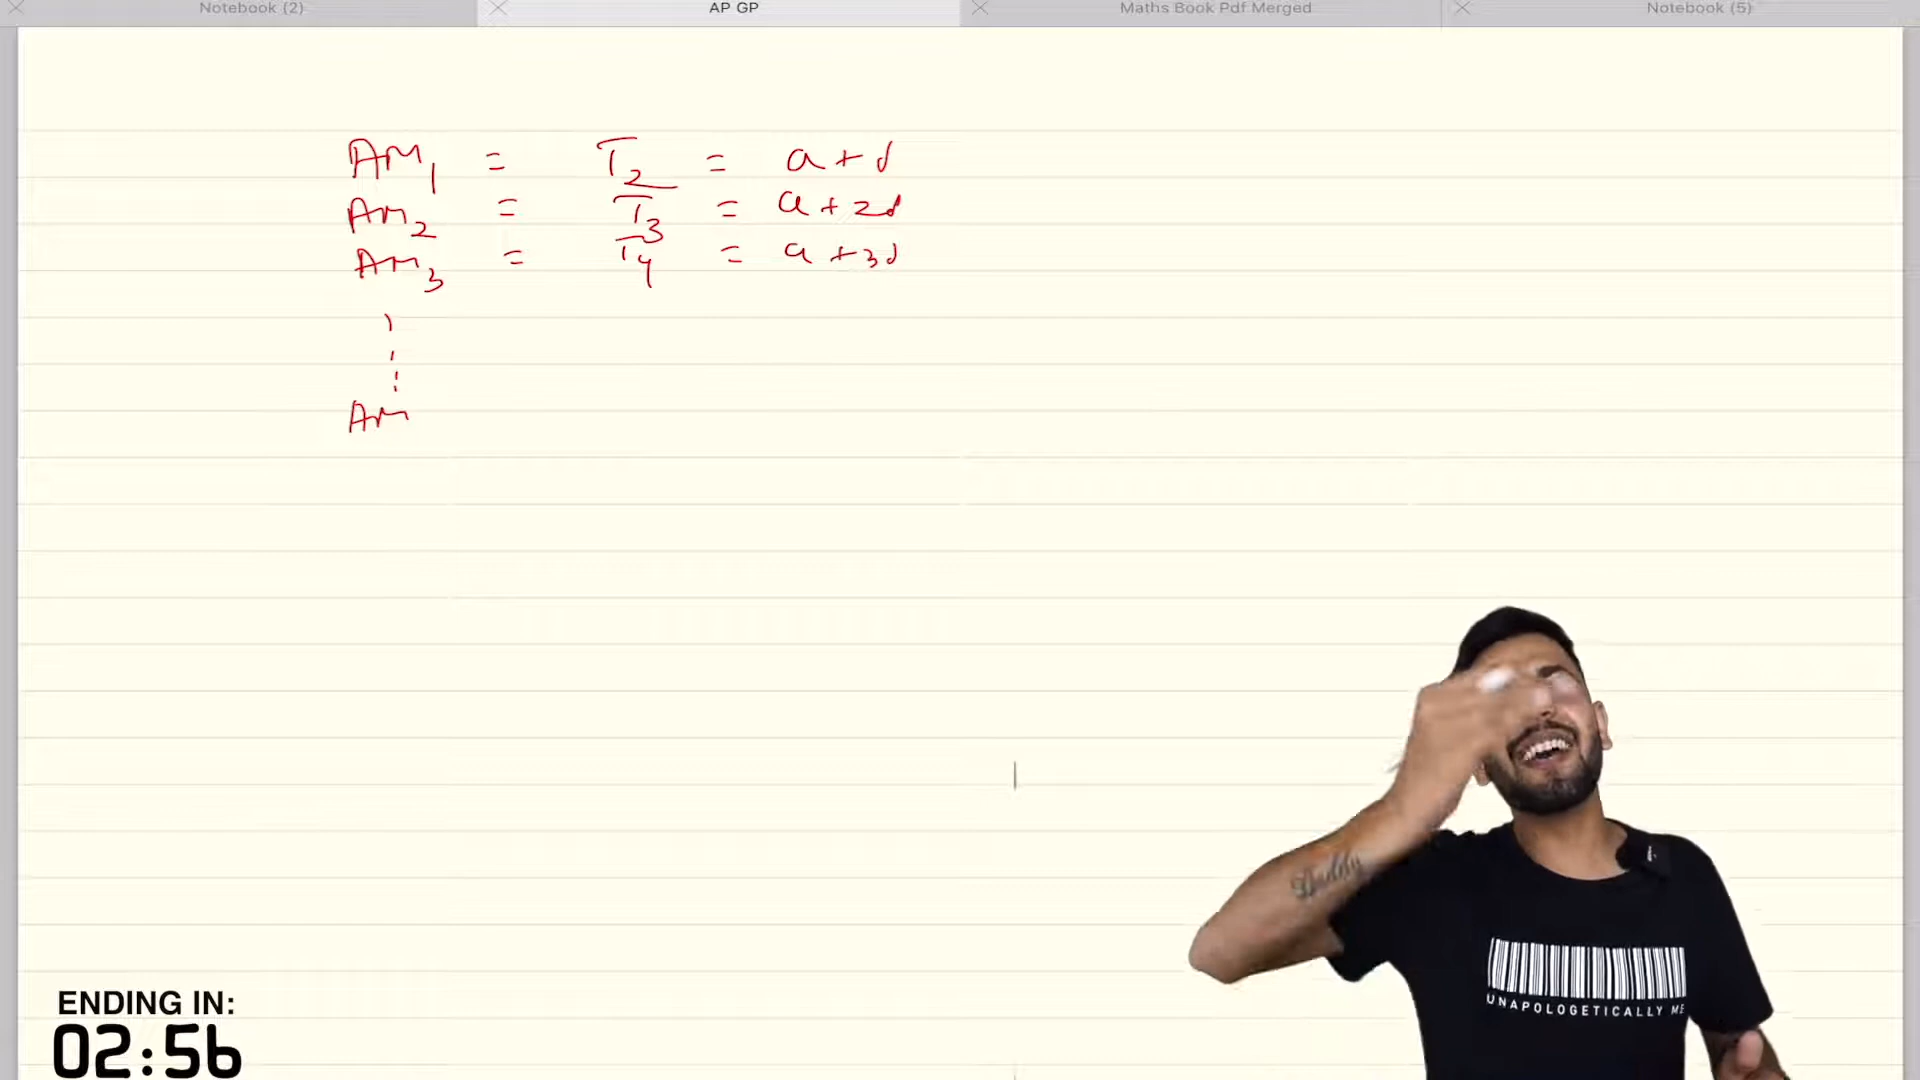 Notebook (2)
AP GP
Maths Book Pdf Merged
Notebook (5)
AM1 = T2 = a+d
AM2 = T3 = a+2d
AM3 = T4 = a+3d
AM
Daddy
UNAPOLOGETICALLY ME
ENDING IN:
02:56